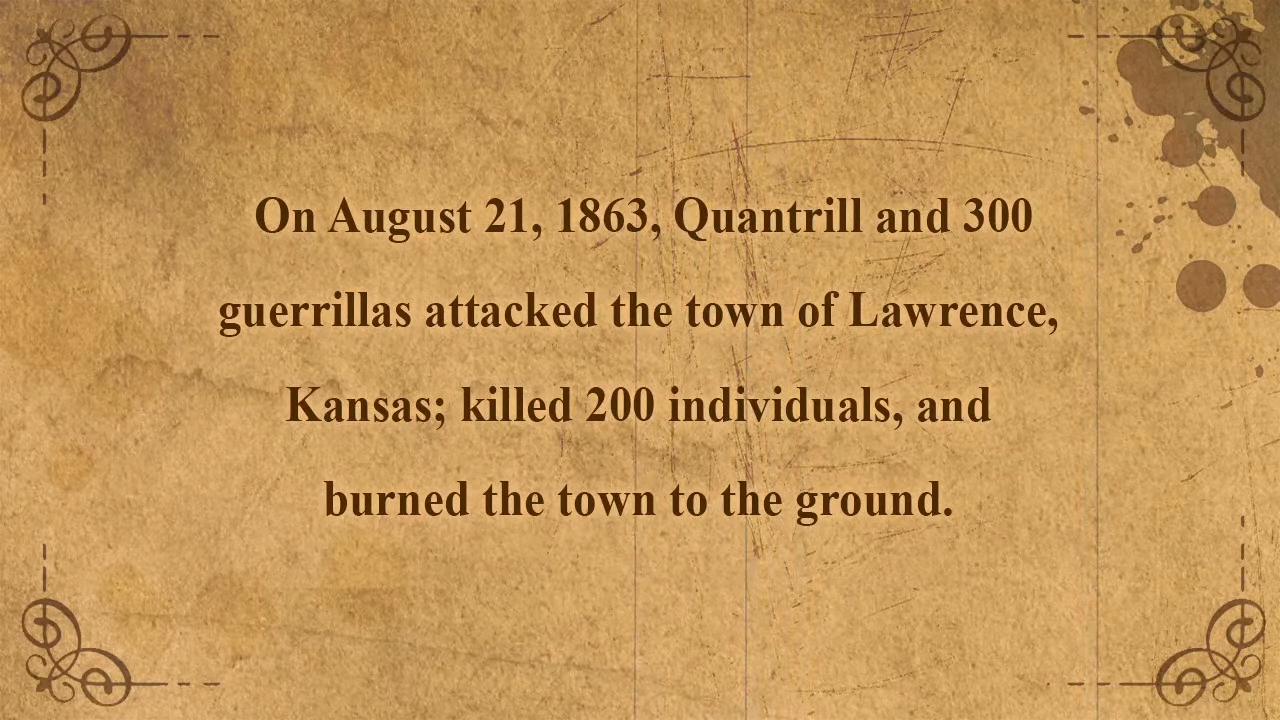 On August 21, 1863, Quantrill and 300
guerrillas attacked the town of Lawrence,
Kansas; killed 200 individuals, and
burned the town to the ground.